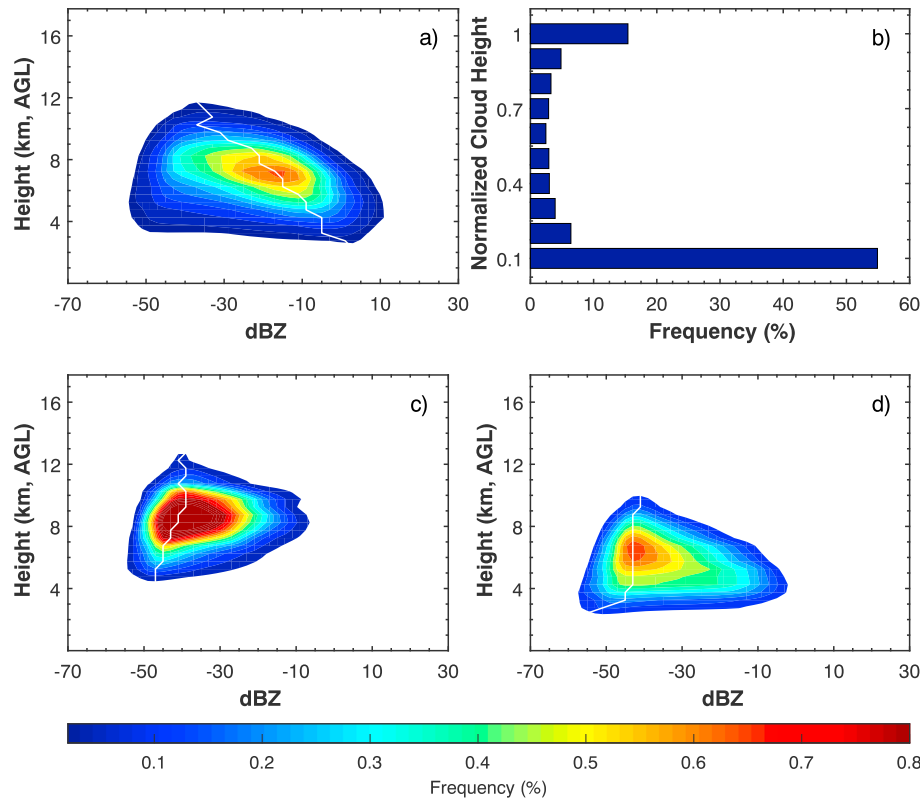 a)
16
12
8
4
Height (km, AGL)
-70 -50 -30 -10 10 30
dBZ
b)
1
0.7
0.4
0.1
Normalized Cloud Height
0 10 20 30 40 50 60
Frequency (%)
c)
16
12
8
4
Height (km, AGL)
-70 -50 -30 -10 10 30
dBZ
d)
16
12
8
4
Height (km, AGL)
-70 -50 -30 -10 10 30
dBZ
0.1 0.2 0.3 0.4 0.5 0.6 0.7 0.8
Frequency (%)